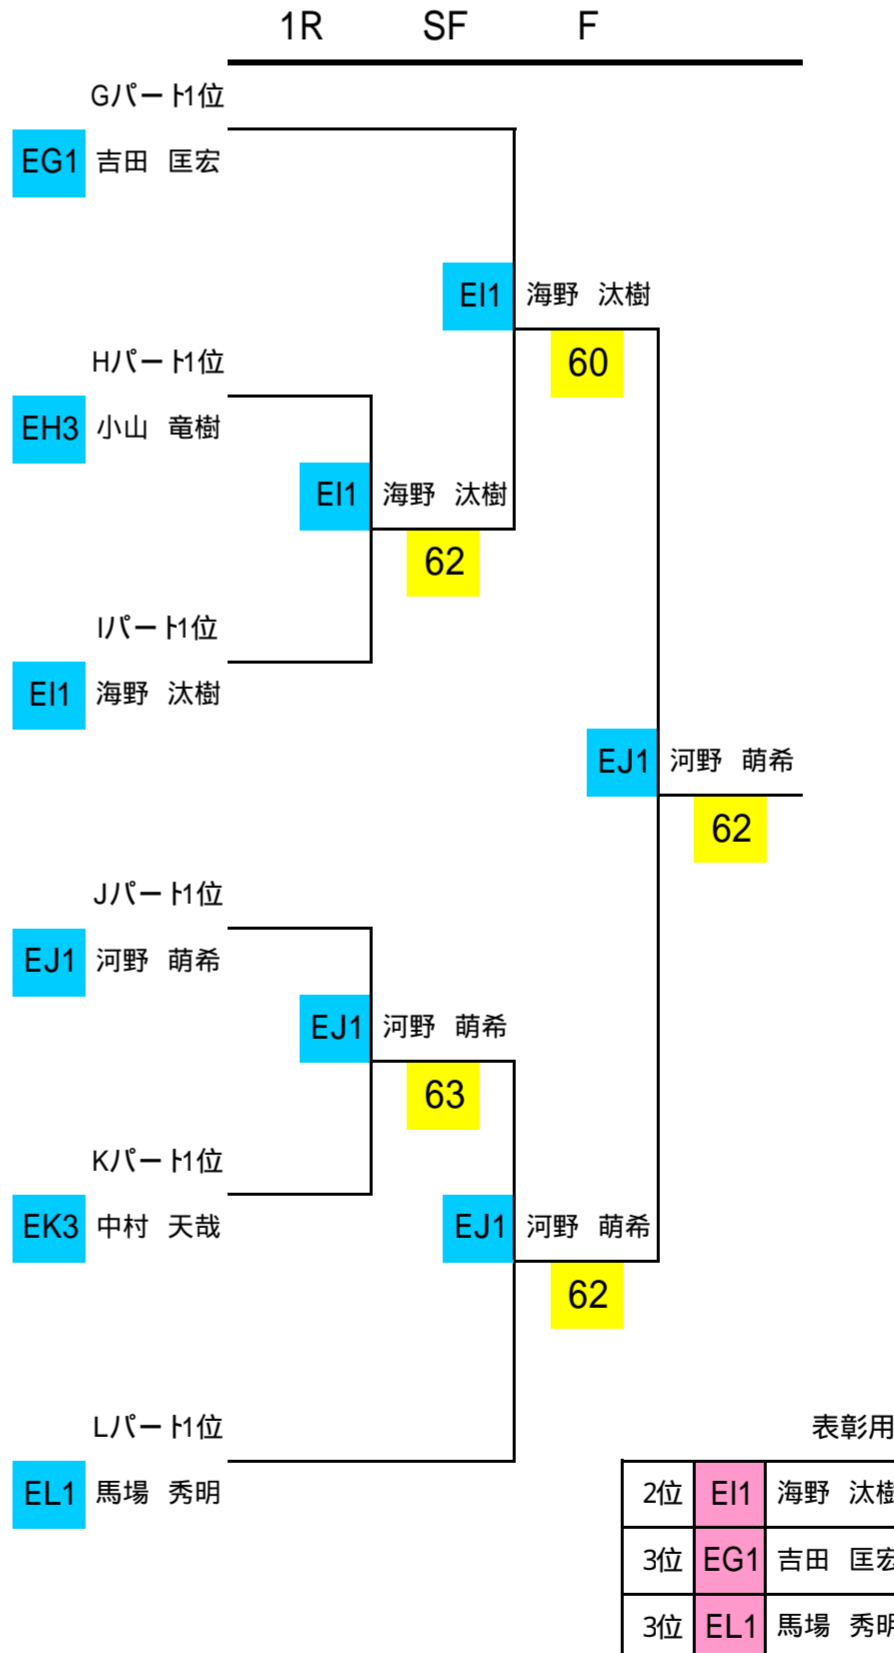 1R SF F
Gパート1位
EG1 吉田 匡宏
EI1 海野 汰樹
60
Hパート1位
EH3 小山 竜樹
EI1 海野 汰樹
62
Iパート1位
EI1 海野 汰樹
EJ1 河野 萌希
62
Jパート1位
EJ1 河野 萌希
EJ1 河野 萌希
63
Kパート1位
EK3 中村 天哉
EJ1 河野 萌希
62
Lパート1位
EL1 馬場 秀明
表彰用
2位 EI1 海野 汰樹
3位 EG1 吉田 匡宏
3位 EL1 馬場 秀明